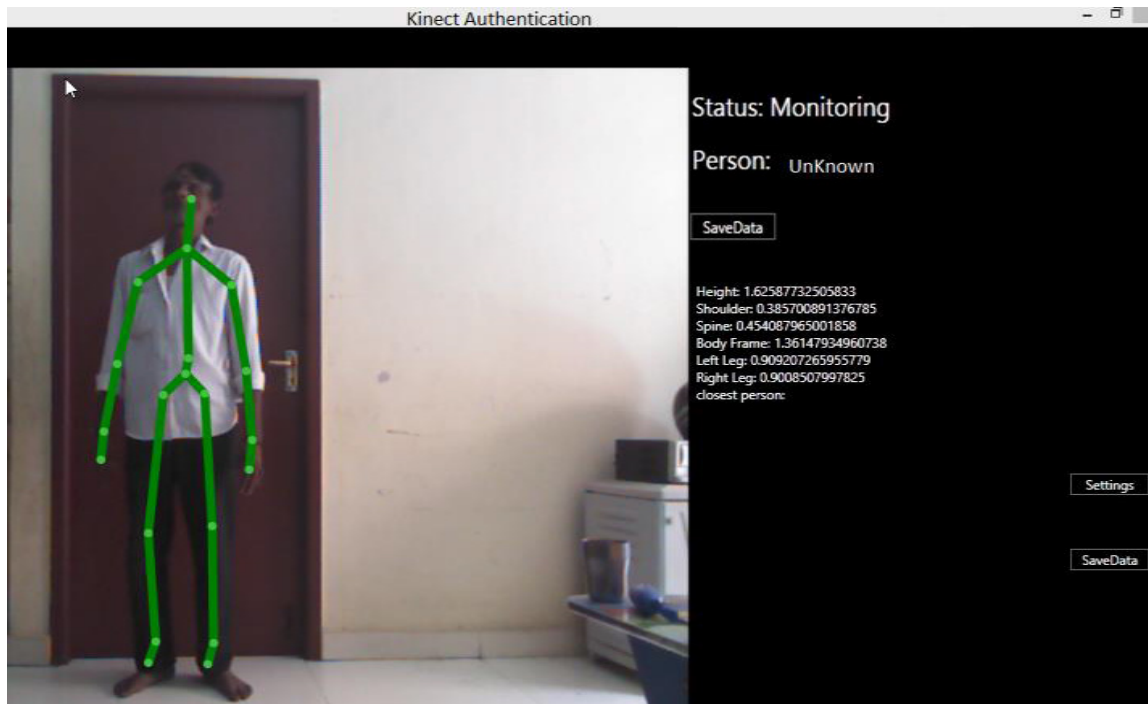 Kinect Authentication
Status: Monitoring
Person: UnKnown
SaveData
Height: 1.62587732505833
Shoulder: 0.385700891376785
Spine: 0.454087965001858
Body Frame: 1.36147934960738
Left Leg: 0.909207265955779
Right Leg: 0.9008507997825
closest person:
Settings
SaveData